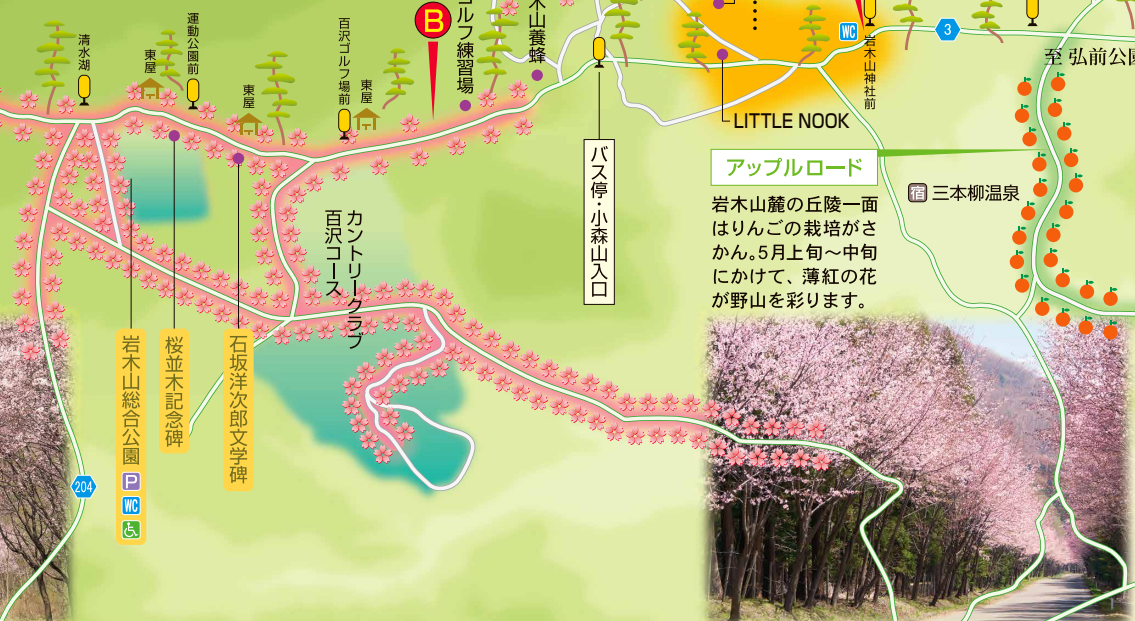 清水湖
東屋
運動公園前
東屋
百沢ゴルフ場前
東屋
B
ルフ練習場
木山養蜂
WC
岩木山神社前
3
至 弘前公園
LITTLE NOOK
バス停・小森山入口
アップルロード
岩木山麓の丘陵一面
はりんごの栽培がさ
かん。5月上旬〜中旬
にかけて、薄紅の花
が野山を彩ります。
宿 三本柳温泉
カントリークラブ
百沢コース
岩木山総合公園
P
WC
桜並木記念碑
石坂洋次郎文学碑
204